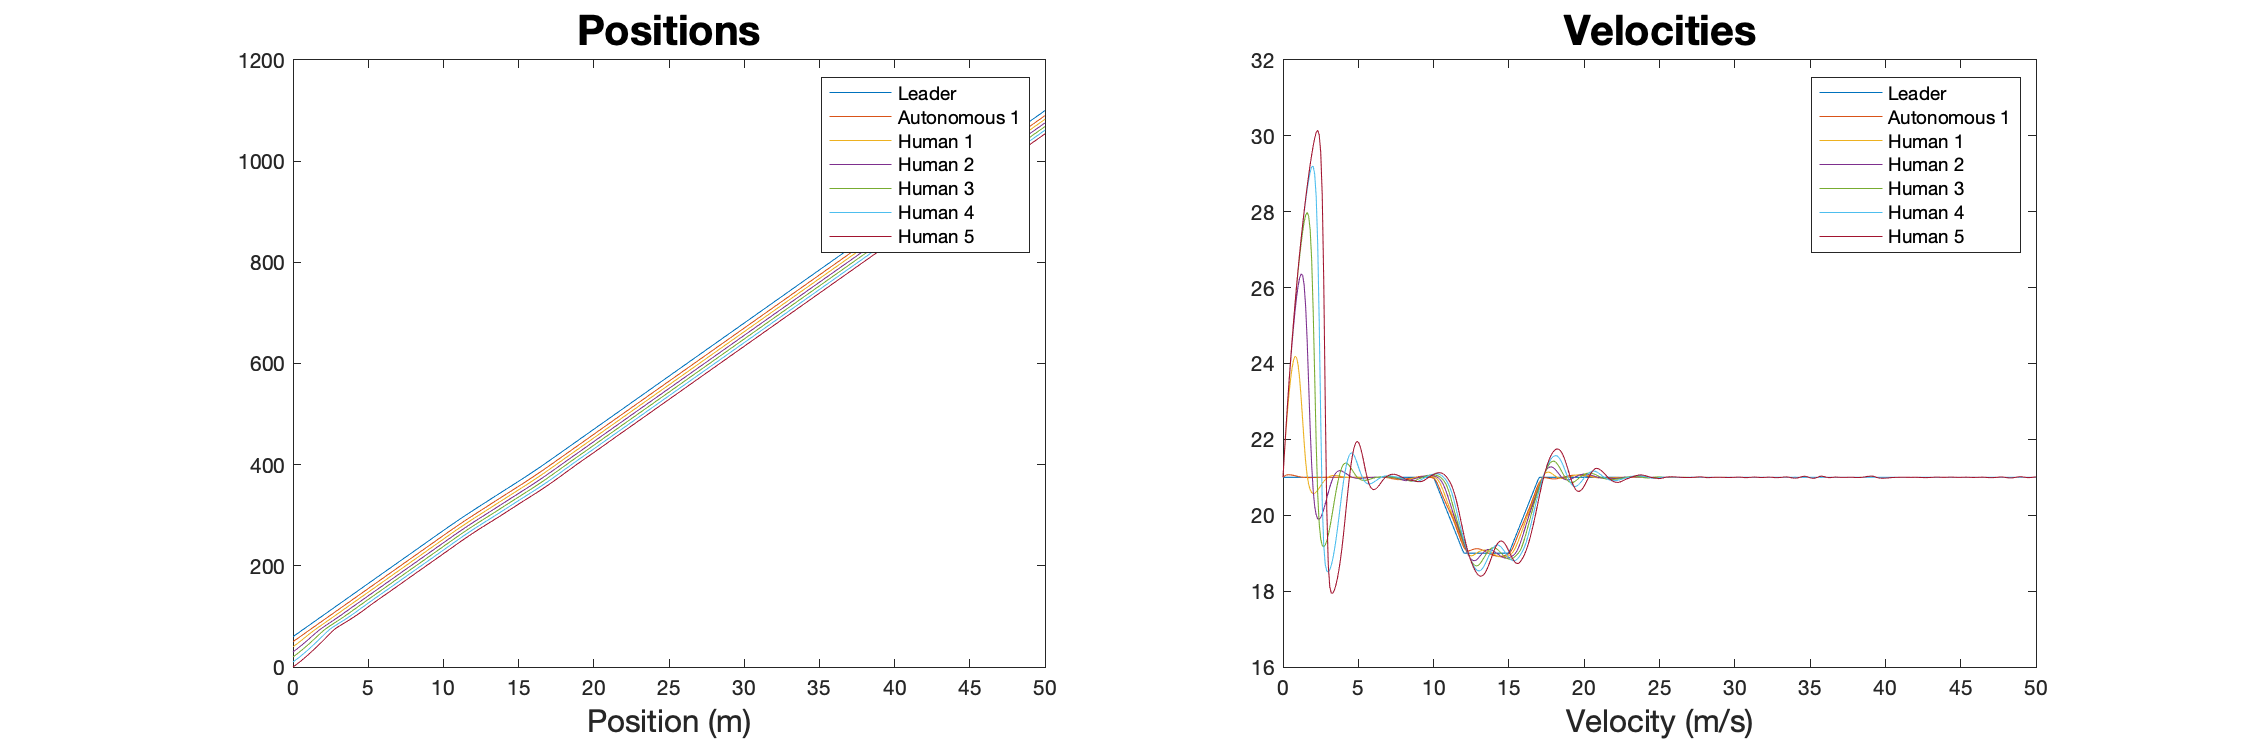 Positions
1200
1000
800
600
400
200
0
0 5 10 15 20 25 30 35 40 45 50
Position (m)
Leader
Autonomous 1
Human 1
Human 2
Human 3
Human 4
Human 5
Velocities
32
30
28
26
24
22
20
18
16
0 5 10 15 20 25 30 35 40 45 50
Velocity (m/s)
Leader
Autonomous 1
Human 1
Human 2
Human 3
Human 4
Human 5